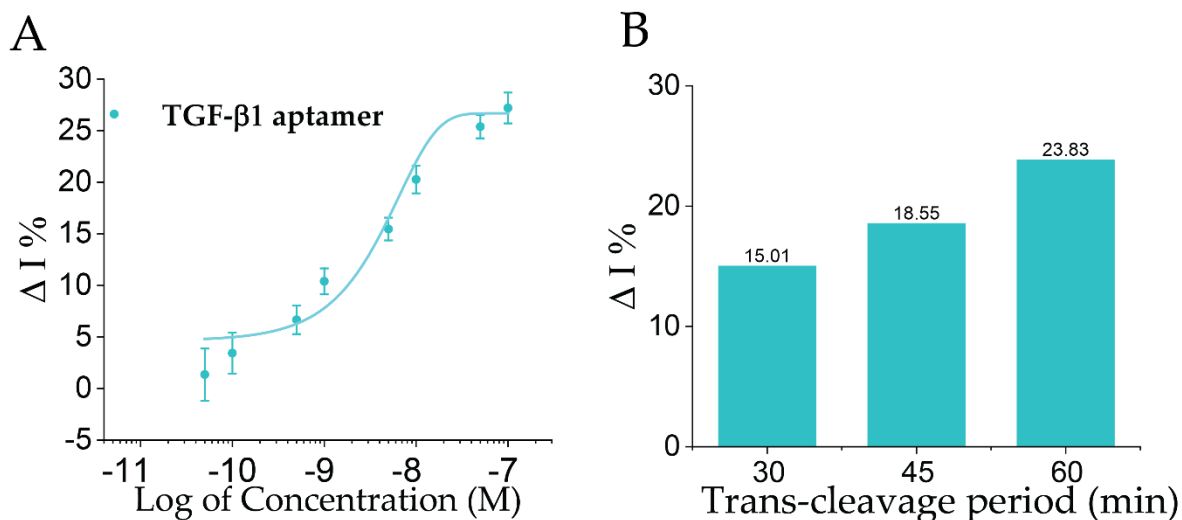 A
TGF-β1 aptamer
Δ I %
30
25
20
15
10
5
0
-5
-11 -10 -9 -8 -7
Log of Concentration (M)
B
Δ I %
30
20
10
0
15.01
18.55
23.83
30 45 60
Trans-cleavage period (min)